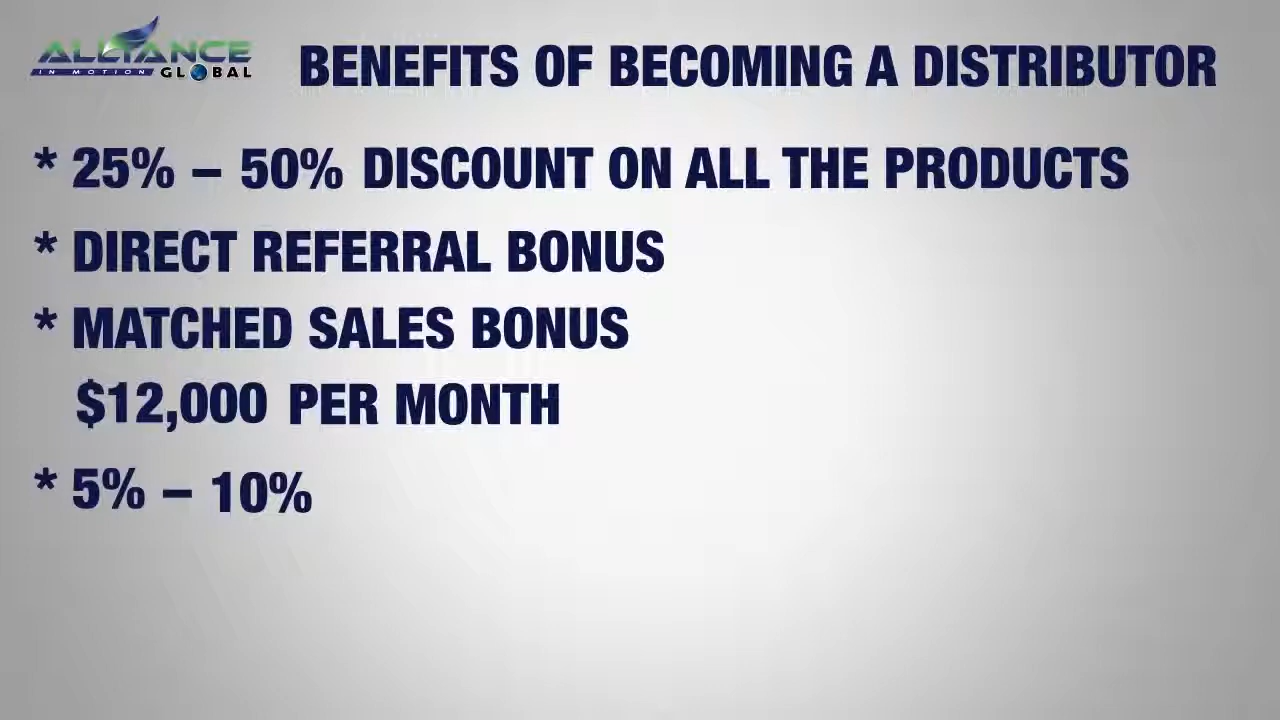 ALLIANCE
IN MOTION GLOBAL
BENEFITS OF BECOMING A DISTRIBUTOR
* 25% – 50% DISCOUNT ON ALL THE PRODUCTS
* DIRECT REFERRAL BONUS
* MATCHED SALES BONUS
$12,000 PER MONTH
* 5% – 10%